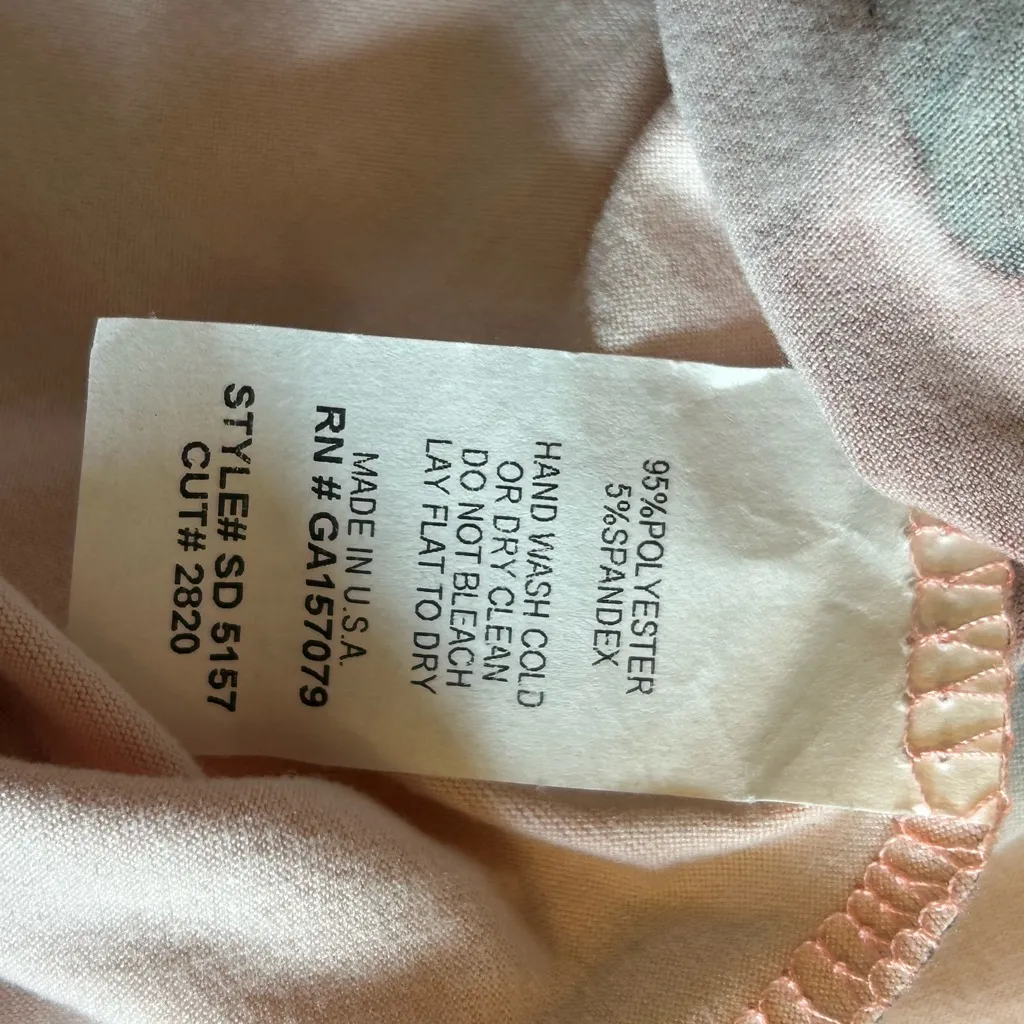 95%POLYESTER
5%SPANDEX
HAND WASH COLD
OR DRY CLEAN
DO NOT BLEACH
LAY FLAT TO DRY
MADE IN U.S.A.
RN # GA157079
STYLE# SD 5157
CUT# 2820